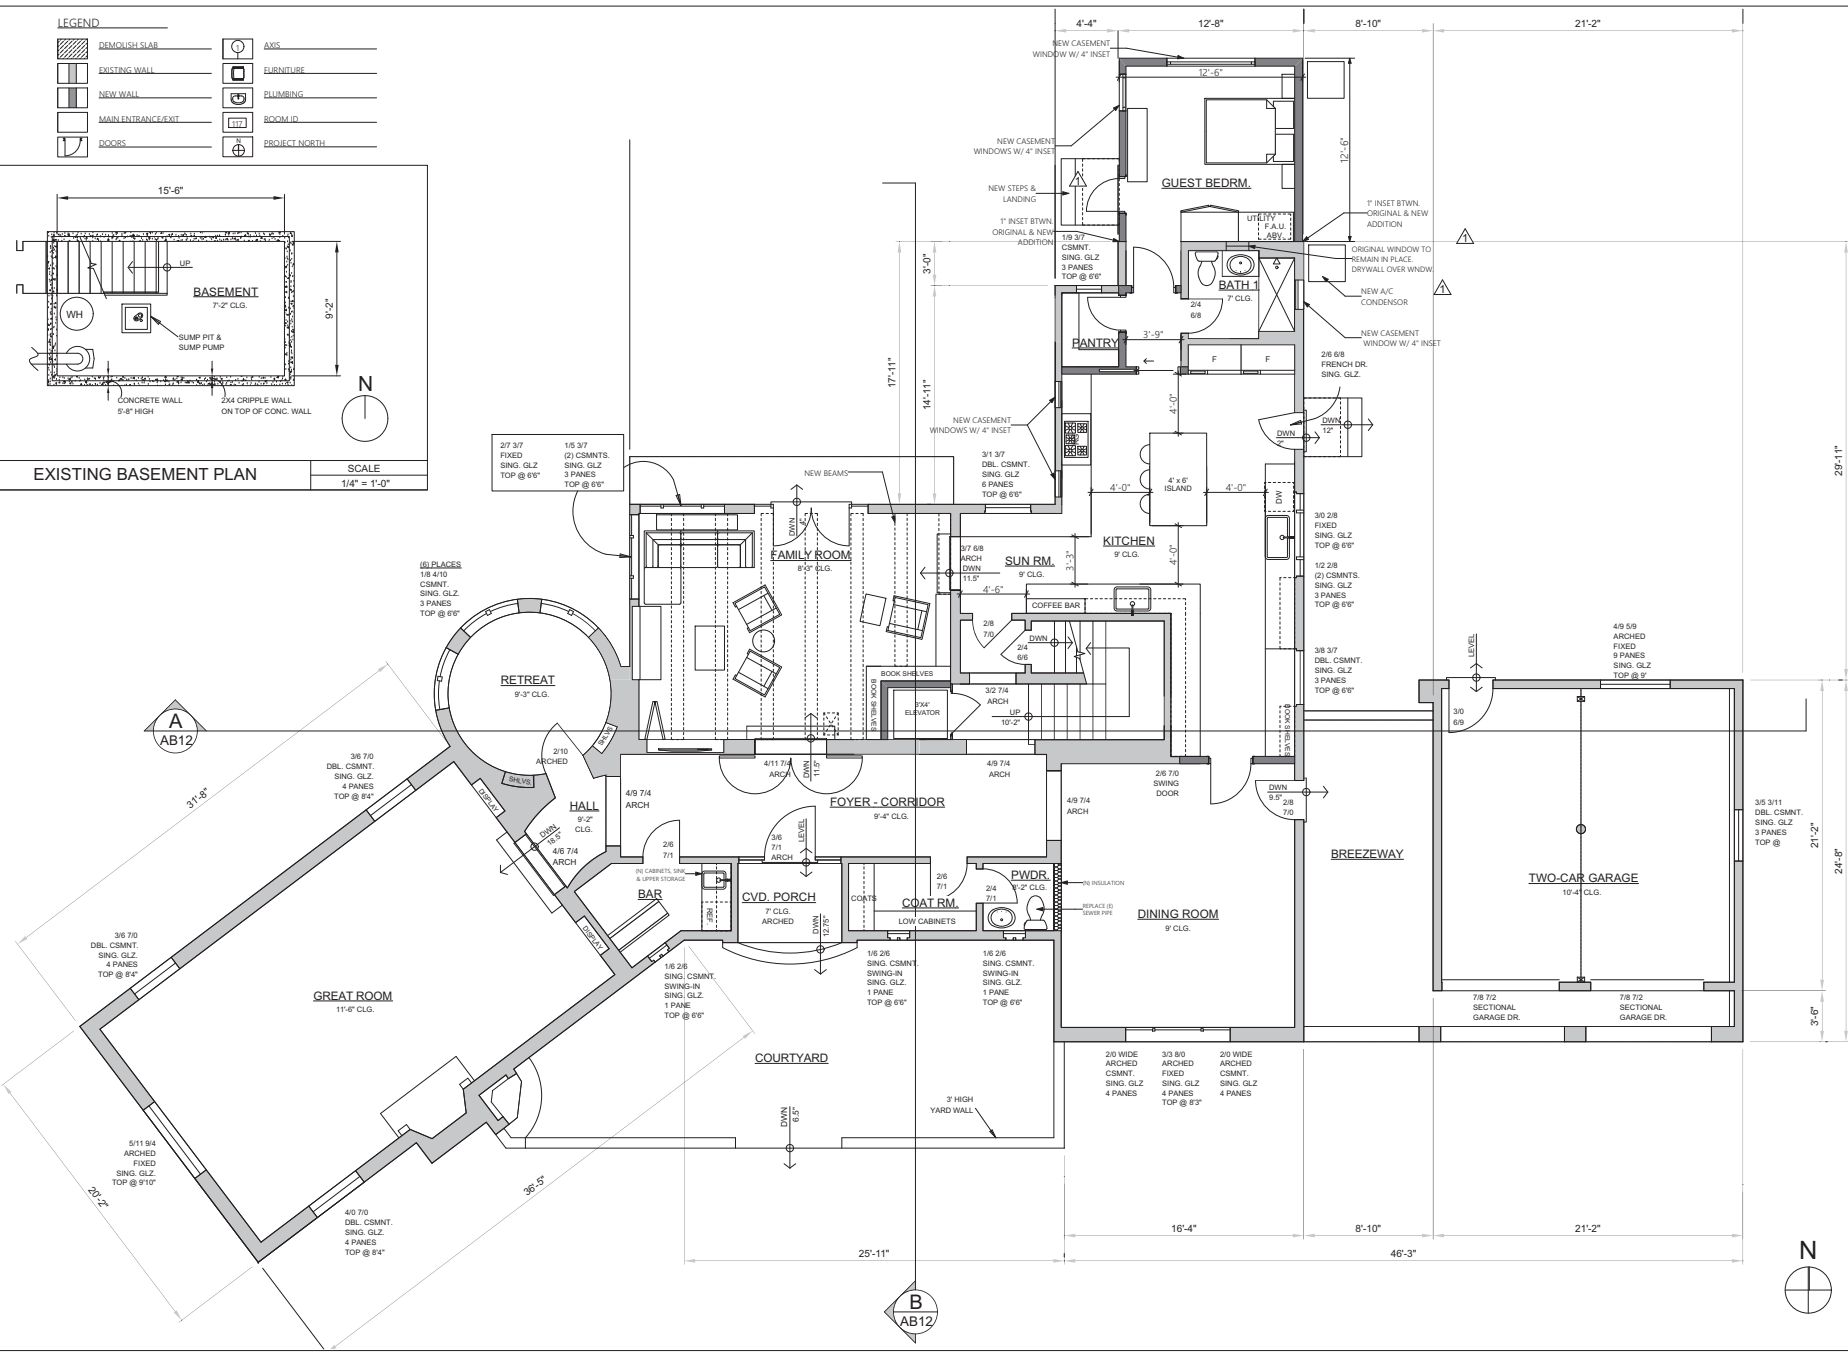 LEGEND
DEMOLISH SLAB
EXISTING WALL
NEW WALL
MAIN ENTRANCE/EXIT
DOORS
1
AXIS
FURNITURE
PLUMBING
117
ROOM ID
N
PROJECT NORTH
15'-6"
UP
BASEMENT
7'-2" CLG.
9'-2"
WH
SUMP PIT &
SUMP PUMP
CONCRETE WALL
5'-8" HIGH
2X4 CRIPPLE WALL
ON TOP OF CONC. WALL
N
EXISTING BASEMENT PLAN
SCALE
1/4" = 1'-0"
4'-4"
12'-8"
8'-10"
21'-2"
NEW CASEMENT
WINDOW W/ 4" INSET
12'-6"
NEW CASEMENT
WINDOWS W/ 4" INSET
12'-6"
GUEST BEDRM.
NEW STEPS &
LANDING
1
1" INSET BTWN.
ORIGINAL & NEW
ADDITION
UTILITY
F.A.U.
ABV.
1" INSET BTWN.
ORIGINAL & NEW
ADDITION
1
ORIGINAL WINDOW TO
REMAIN IN PLACE.
DRYWALL OVER WNDW.
1
NEW A/C
CONDENSOR
NEW CASEMENT
WINDOW W/ 4" INSET
1/9 3/7
CSMNT.
SING. GLZ
3 PANES
TOP @ 6'6"
BATH 1
7' CLG.
2/4
6/8
3'-9"
PANTRY
F
F
2/6 6/8
FRENCH DR.
SING. GLZ.
3'-0"
17'-11"
14'-11"
29'-11"
4'-0"
DWN
2"
DWN
12"
NEW CASEMENT
WINDOWS W/ 4" INSET
3/1 3/7
DBL. CSMNT.
SING. GLZ
6 PANES
TOP @ 6'6"
4'-0"
4' x 6'
ISLAND
4'-0"
DW
4'-0"
KITCHEN
9' CLG.
3'-3"
2/7 3/7
FIXED
SING. GLZ
TOP @ 6'6"
1/5 3/7
(2) CSMNTS.
SING. GLZ
3 PANES
TOP @ 6'6"
NEW BEAMS
DWN
4"
FAMILY ROOM
8'-3" CLG.
3/7 6/8
ARCH
DWN
11.5"
SUN RM.
9' CLG.
4'-6"
COFFEE BAR
3/0 2/8
FIXED
SING. GLZ
TOP @ 6'6"
1/2 2/8
(2) CSMNTS.
SING. GLZ
3 PANES
TOP @ 6'6"
3/8 3/7
DBL. CSMNT.
SING. GLZ
3 PANES
TOP @ 6'6"
(6) PLACES
1/8 4/10
CSMNT.
SING. GLZ.
3 PANES
TOP @ 6'6"
RETREAT
9'-3" CLG.
2/8
7/0
2/4
6/6
DWN
BOOK SHELVES
BOOK SHELVES
3'X4'
ELEVATOR
3/2 7/4
ARCH
UP
10'-2"
BOOK SHELVES
4/9 5/9
ARCHED
FIXED
9 PANES
SING. GLZ
TOP @ 9'
LEVEL
3/0
6/9
A
AB12
SHLVS.
SHLVS.
2/10
ARCHED
DISPLAY
3/6 7/0
DBL. CSMNT.
SING. GLZ.
4 PANES
TOP @ 8'4"
31'-8"
HALL
9'-2"
CLG.
DWN
18.5"
4/6 7/4
ARCH
4/9 7/4
ARCH
4/11 7/4
ARCH
DWN
11.5"
4/9 7/4
ARCH
FOYER - CORRIDOR
9'-4" CLG.
4/9 7/4
ARCH
2/6 7/0
SWING
DOOR
DWN
9.5"
2/8
7/0
3/5 3/11
DBL. CSMNT.
SING. GLZ
3 PANES
TOP @
21'-2"
24'-8"
BREEZEWAY
TWO-CAR GARAGE
10'-4" CLG.
2/6
7/1
3/6
7/1
ARCH
LEVEL
(N) CABINETS, SINK
& UPPER STORAGE
BAR
REF.
CVD. PORCH
7' CLG.
ARCHED
DWN
12.75"
COATS
2/6
7/1
COAT RM.
LOW CABINETS
2/4
7/1
PWDR.
8'-2" CLG.
(N) INSULATION
REPLACE (E)
SEWER PIPE
DINING ROOM
9' CLG.
DISPLAY
3/6 7/0
DBL. CSMNT.
SING. GLZ.
4 PANES
TOP @ 8'4"
GREAT ROOM
11'-6" CLG.
1/6 2/6
SING. CSMNT.
SWING-IN
SING. GLZ.
1 PANE
TOP @ 6'6"
1/6 2/6
SING. CSMNT.
SWING-IN
SING. GLZ.
1 PANE
TOP @ 6'6"
1/6 2/6
SING. CSMNT.
SWING-IN
SING. GLZ.
1 PANE
TOP @ 6'6"
7/8 7/2
SECTIONAL
GARAGE DR.
7/8 7/2
SECTIONAL
GARAGE DR.
3'-6"
COURTYARD
2/0 WIDE
ARCHED
CSMNT.
SING. GLZ
4 PANES
3/3 8/0
ARCHED
FIXED
SING. GLZ
4 PANES
TOP @ 8'3"
2/0 WIDE
ARCHED
CSMNT.
SING. GLZ
4 PANES
3' HIGH
YARD WALL
DWN
6.5"
5/11 9/4
ARCHED
FIXED
SING. GLZ.
TOP @ 9'10"
20'-2"
36'-5"
4/0 7/0
DBL. CSMNT.
SING. GLZ.
4 PANES
TOP @ 8'4"
16'-4"
8'-10"
21'-2"
25'-11"
46'-3"
B
AB12
N